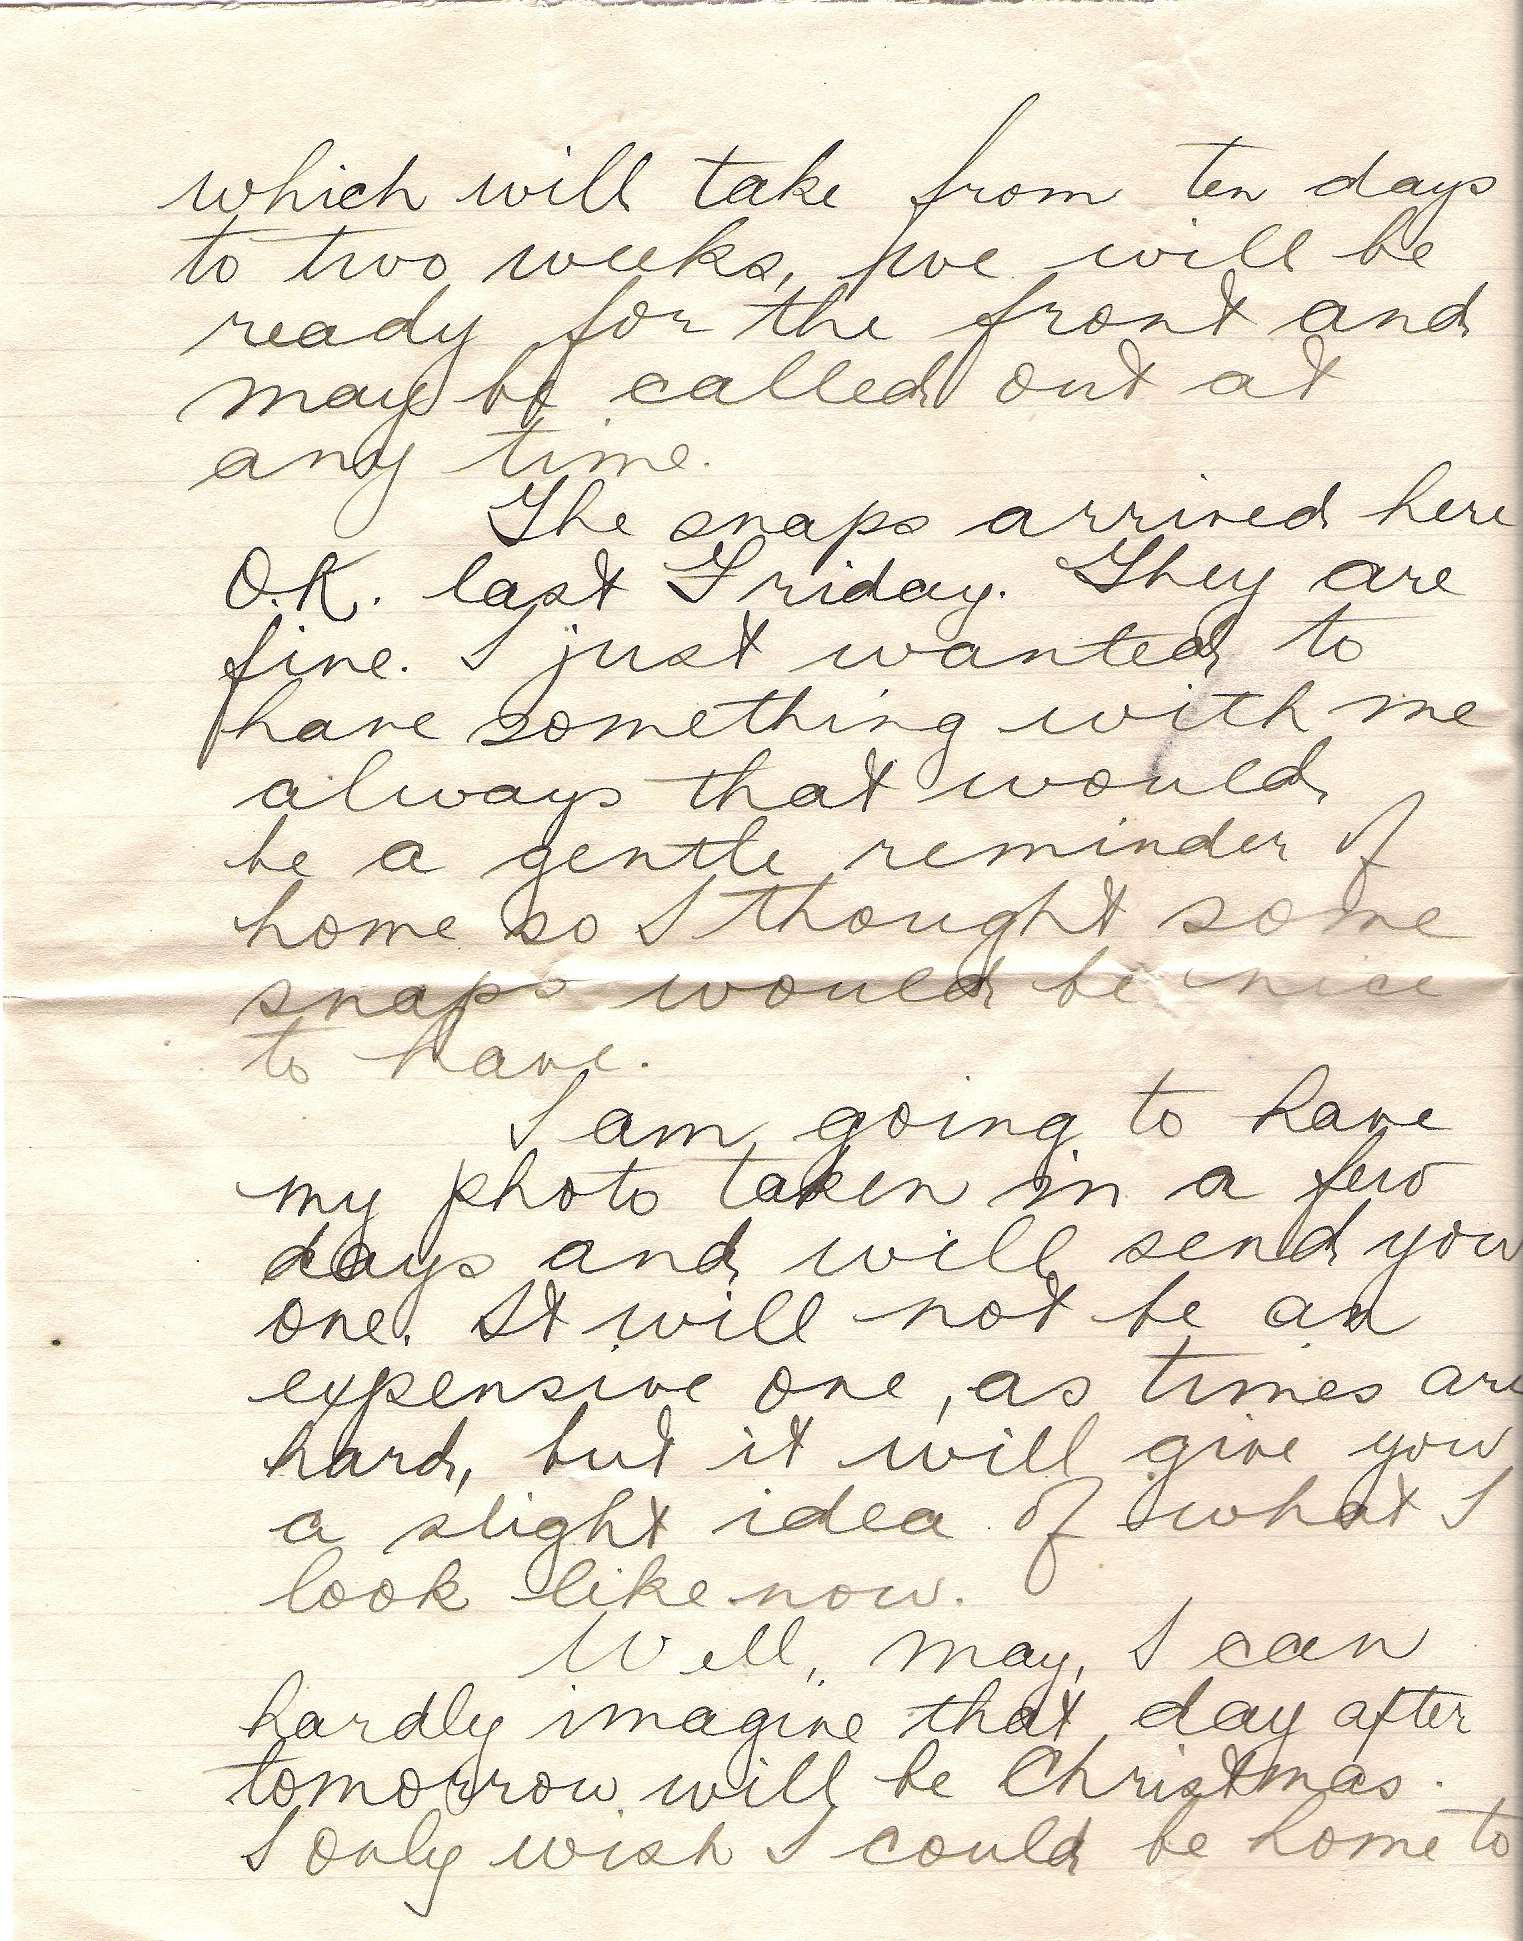 which will take from ten days
to two weeks, we will be
ready for the front and
may be called out at
any time.
The snaps arrived here
O.K. last Friday. They are
fine. I just wanted to
have something with me
always that would
be a gentle reminder of
home so I thought some
snaps would be nice
to have.
I am going to have
my photo taken in a few
days and will send you
one. It will not be an
expensive one, as times are
hard, but it will give you
a slight idea of what I
look like now.
Well, may, I can
hardly imagine that day after
tomorrow will be Christmas.
I only wish I could be home to